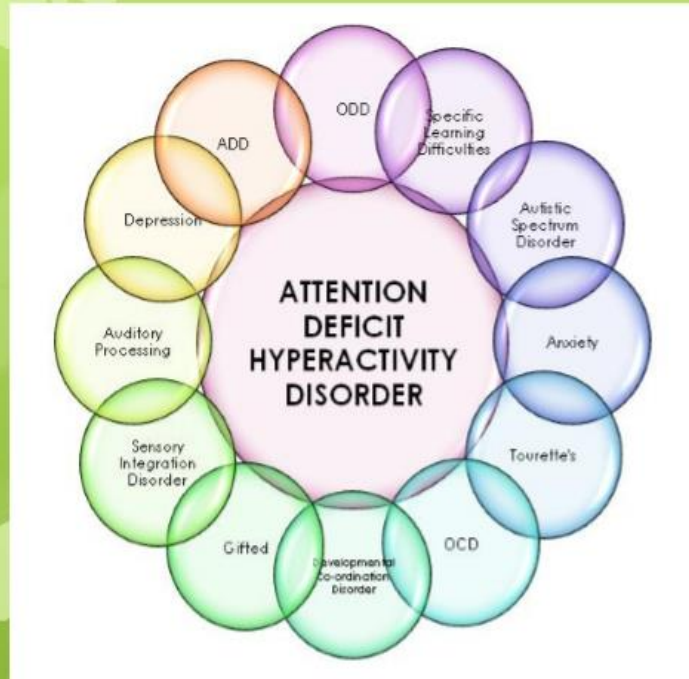 ATTENTION
DEFICIT
HYPERACTIVITY
DISORDER
ODD
Specific
Learning
Difficulties
Autistic
Spectrum
Disorder
Anxiety
Tourette's
OCD
Developmental
Co-ordination
Disorder
Gifted
Sensory
Integration
Disorder
Auditory
Processing
Depression
ADD